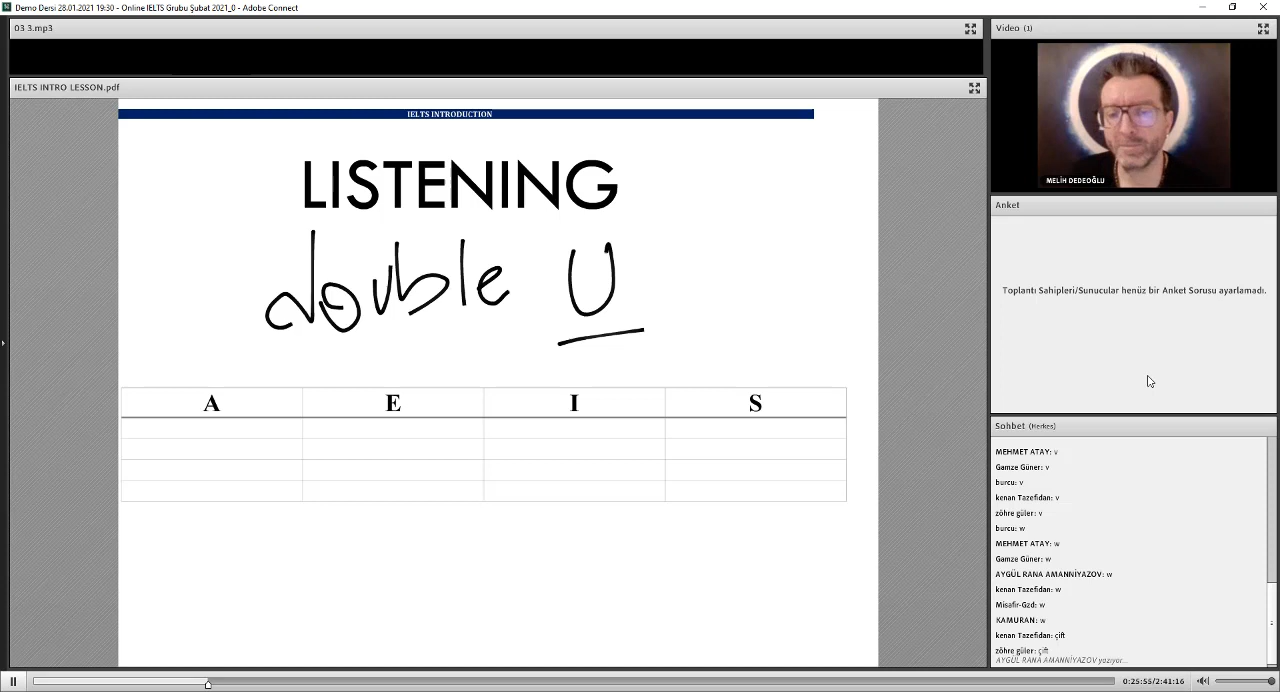 Demo Dersi 28.01.2021 19:30 - Online IELTS Grubu Şubat 2021_0 - Adobe Connect
03 3.mp3
IELTS INTRO LESSON.pdf
IELTS INTRODUCTION
LISTENING
double U
A E I S
Video (1)
MELİH DEDEOĞLU
Anket
Toplantı Sahipleri/Sunucular henüz bir Anket Sorusu ayarlamadı.
Sohbet (Herkes)
MEHMET ATAY: v
Gamze Güner: v
burcu: v
kenan Tazefidan: v
zöhre güler: v
burcu: w
MEHMET ATAY: w
Gamze Güner: w
AYGÜL RANA AMANNİYAZOV: w
kenan Tazefidan: w
Misafir-Gzd: w
KAMURAN: w
kenan Tazefidan: çift
zöhre güler: çift
AYGÜL RANA AMANNİYAZOV yazıyor...
0:25:55/2:41:16